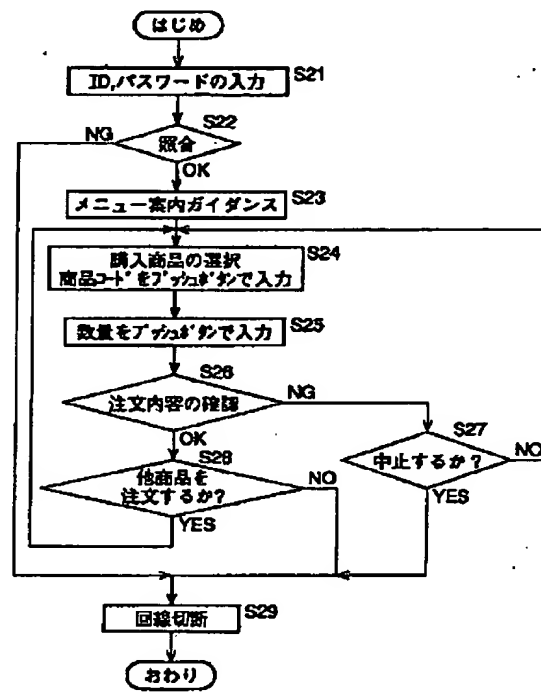 はじめ
S21
ID,パスワードの入力
S22
NG
照合
OK
S23
メニュー案内ガイダンス
S24
購入商品の選択
商品ｺｰﾄﾞをﾌﾟｯｼｭﾎﾞﾀﾝで入力
S25
数量をﾌﾟｯｼｭﾎﾞﾀﾝで入力
S26
注文内容の確認
NG
OK
S27
中止するか?
NO
YES
S28
他商品を
注文するか?
NO
YES
S29
回線切断
おわり